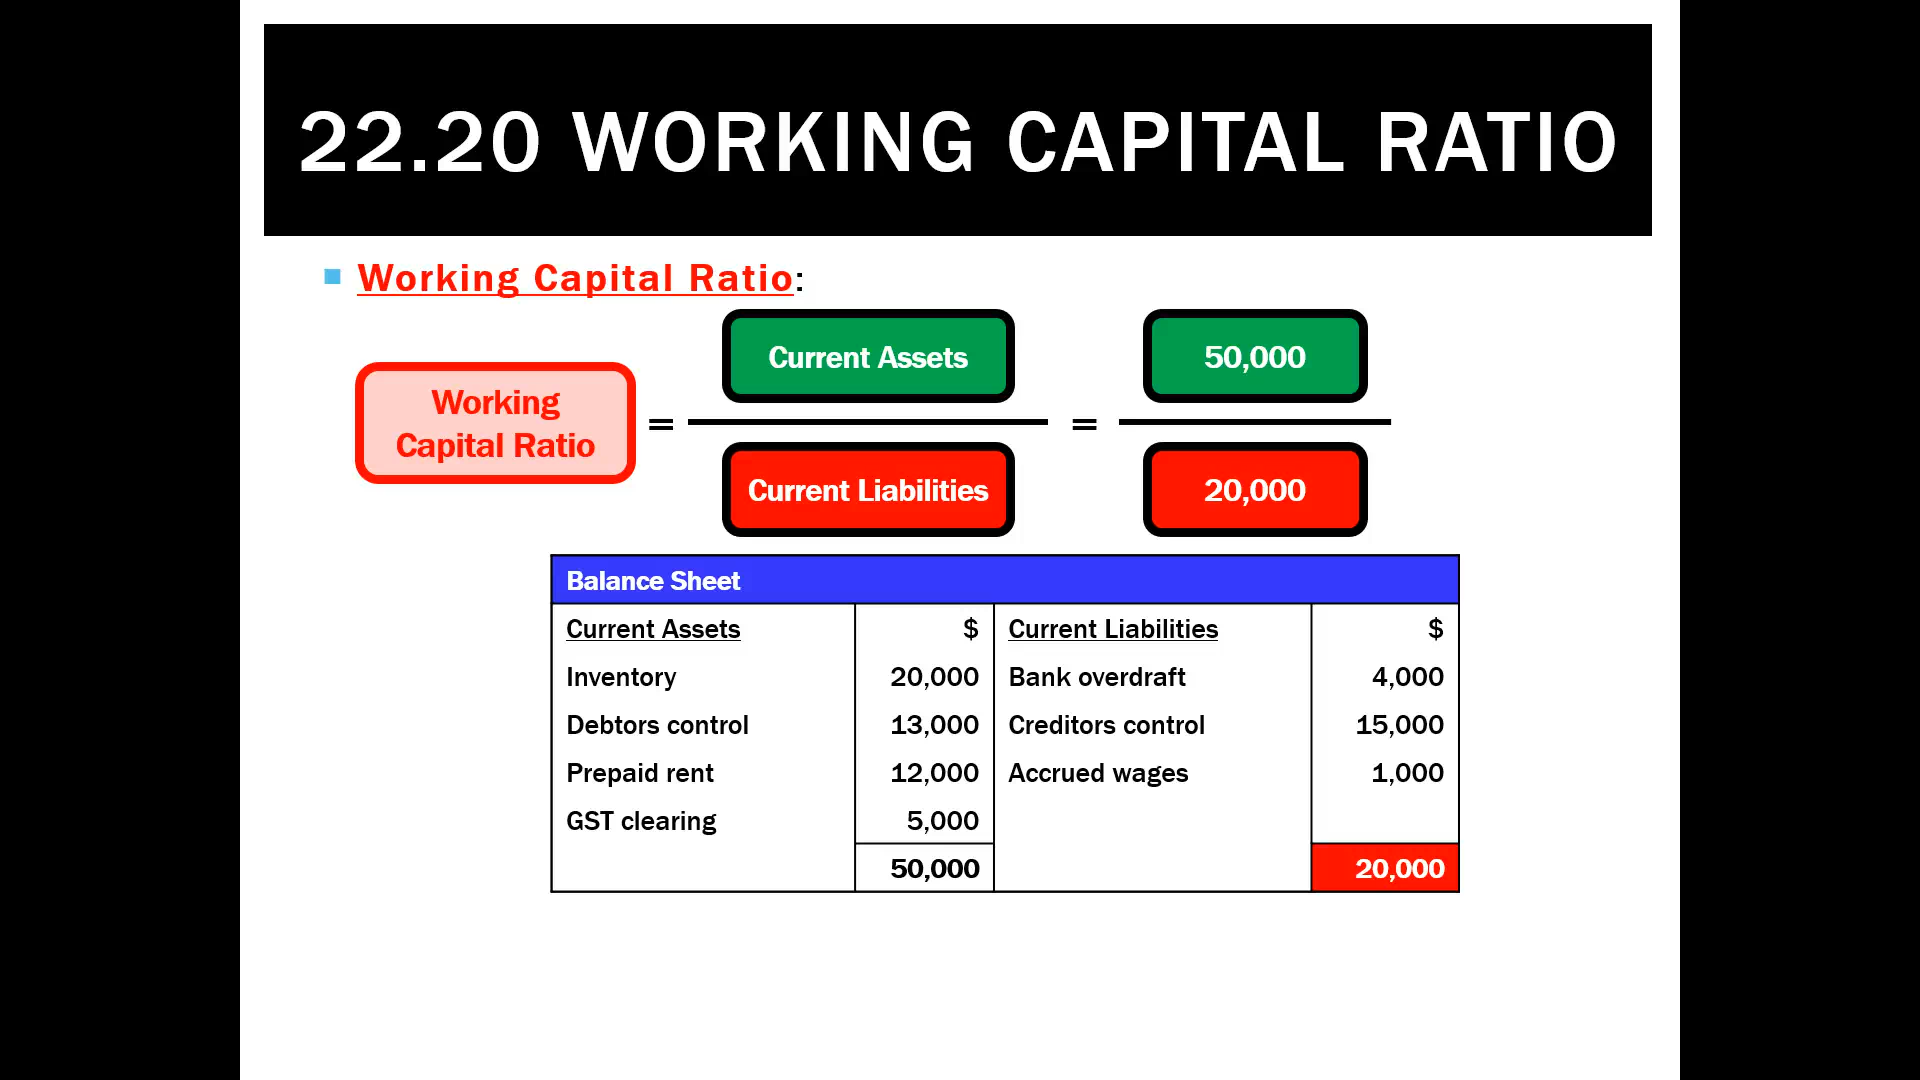 22.20 WORKING CAPITAL RATIO
Working Capital Ratio:
Working
Capital Ratio
=
Current Assets
Current Liabilities
=
50,000
20,000
Balance Sheet
Current Assets $ Current Liabilities $
Inventory 20,000 Bank overdraft 4,000
Debtors control 13,000 Creditors control 15,000
Prepaid rent 12,000 Accrued wages 1,000
GST clearing 5,000
50,000 20,000